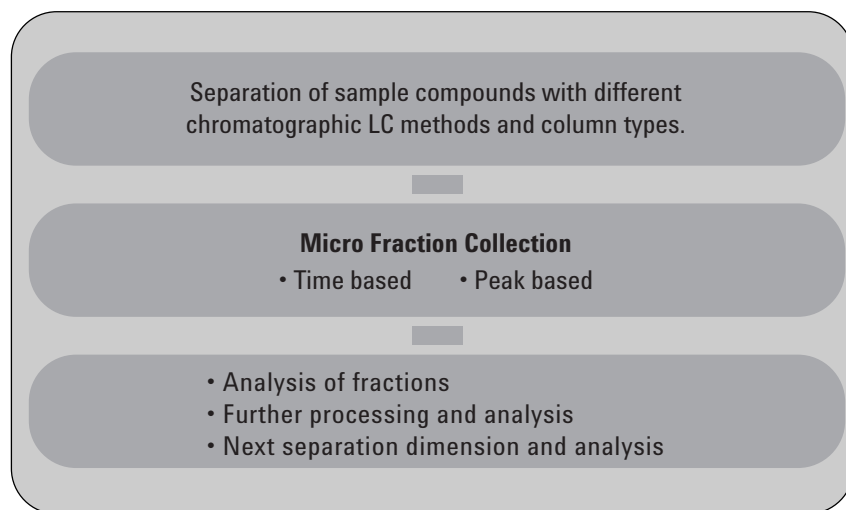 Separation of sample compounds with different
chromatographic LC methods and column types.
Micro Fraction Collection
• Time based • Peak based
• Analysis of fractions
• Further processing and analysis
• Next separation dimension and analysis